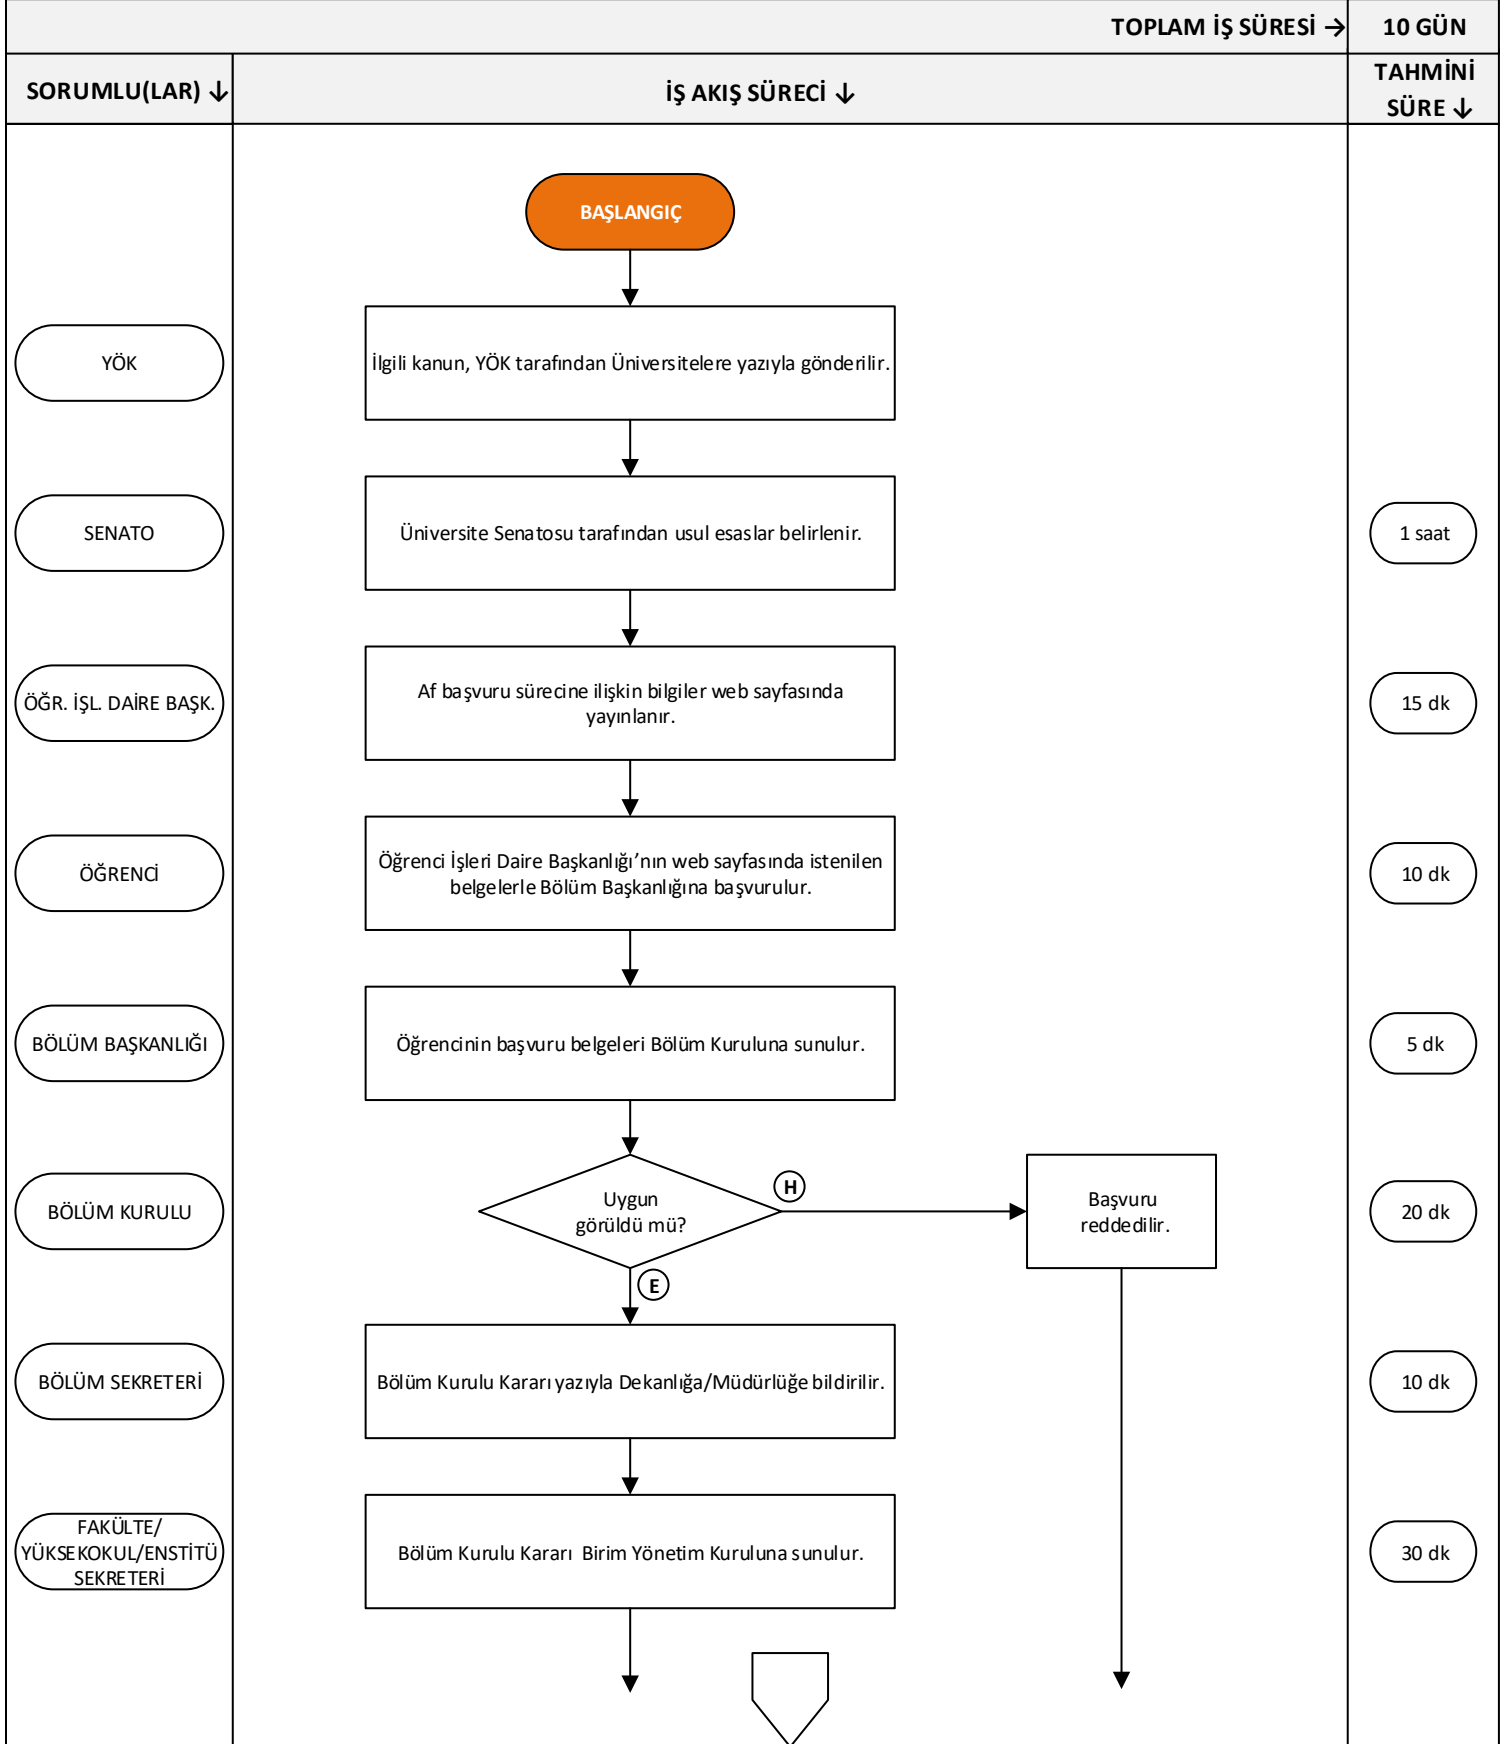 TOPLAM İŞ SÜRESİ →
10 GÜN
SORUMLU(LAR) ↓
İŞ AKIŞ SÜRECİ ↓
TAHMİNİ
SÜRE ↓
BAŞLANGIÇ
YÖK
İlgili kanun, YÖK tarafından Üniversitelere yazıyla gönderilir.
SENATO
Üniversite Senatosu tarafından usul esaslar belirlenir.
1 saat
ÖĞR. İŞL. DAİRE BAŞK.
Af başvuru sürecine ilişkin bilgiler web sayfasında
yayınlanır.
15 dk
ÖĞRENCİ
Öğrenci İşleri Daire Başkanlığı’nın web sayfasında istenilen
belgelerle Bölüm Başkanlığına başvurulur.
10 dk
BÖLÜM BAŞKANLIĞI
Öğrencinin başvuru belgeleri Bölüm Kuruluna sunulur.
5 dk
BÖLÜM KURULU
Uygun
görüldü mü?
H
Başvuru
reddedilir.
20 dk
E
BÖLÜM SEKRETERİ
Bölüm Kurulu Kararı yazıyla Dekanlığa/Müdürlüğe bildirilir.
10 dk
FAKÜLTE/
YÜKSEKOKUL/ENSTİTÜ
SEKRETERİ
Bölüm Kurulu Kararı Birim Yönetim Kuruluna sunulur.
30 dk